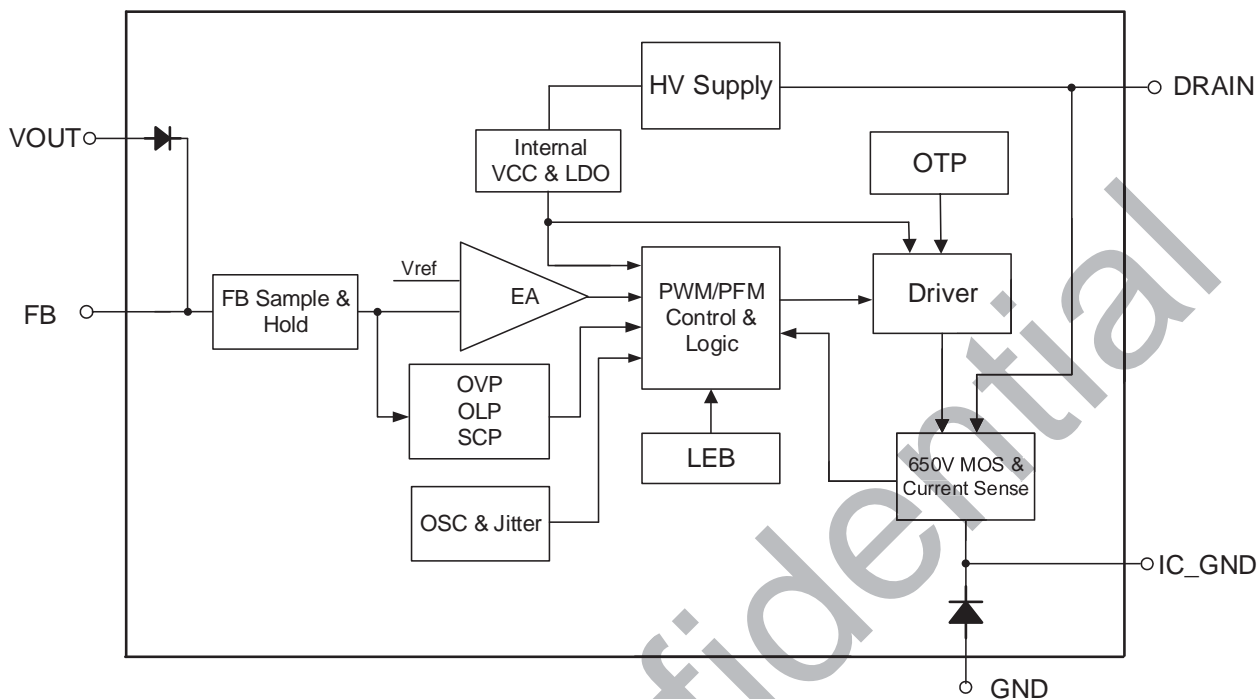 HV Supply
DRAIN
VOUT
Internal
VCC & LDO
OTP
Vref
EA
FB
FB Sample &
Hold
PWM/PFM
Control &
Logic
Driver
OVP
OLP
SCP
LEB
650V MOS &
Current Sense
OSC & Jitter
IC_GND
GND
fidential